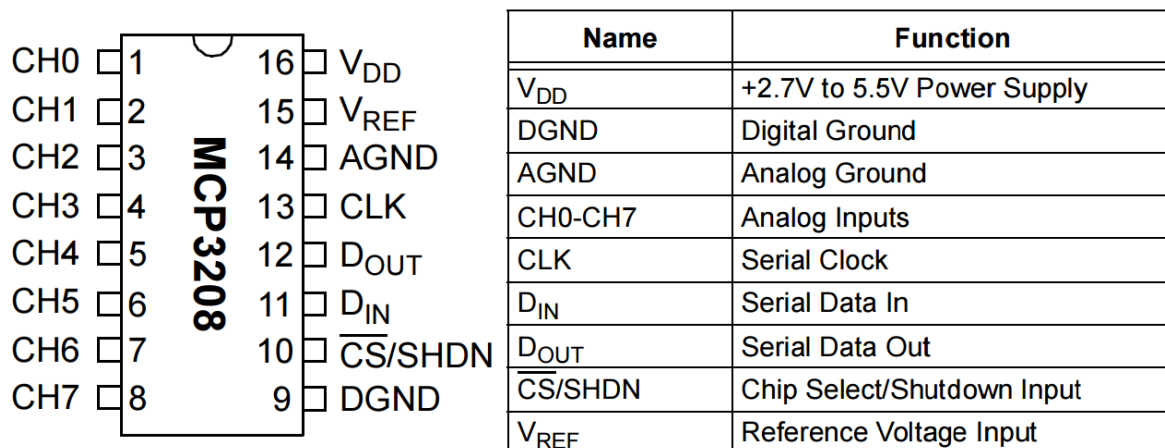 CH0 1 16 VDD
CH1 2 15 VREF
CH2 3 14 AGND
CH3 4 13 CLK
CH4 5 12 DOUT
CH5 6 11 DIN
CH6 7 10 CS/SHDN
CH7 8 9 DGND
MCP3208
Name Function
VDD +2.7V to 5.5V Power Supply
DGND Digital Ground
AGND Analog Ground
CH0-CH7 Analog Inputs
CLK Serial Clock
DIN Serial Data In
DOUT Serial Data Out
CS/SHDN Chip Select/Shutdown Input
VREF Reference Voltage Input